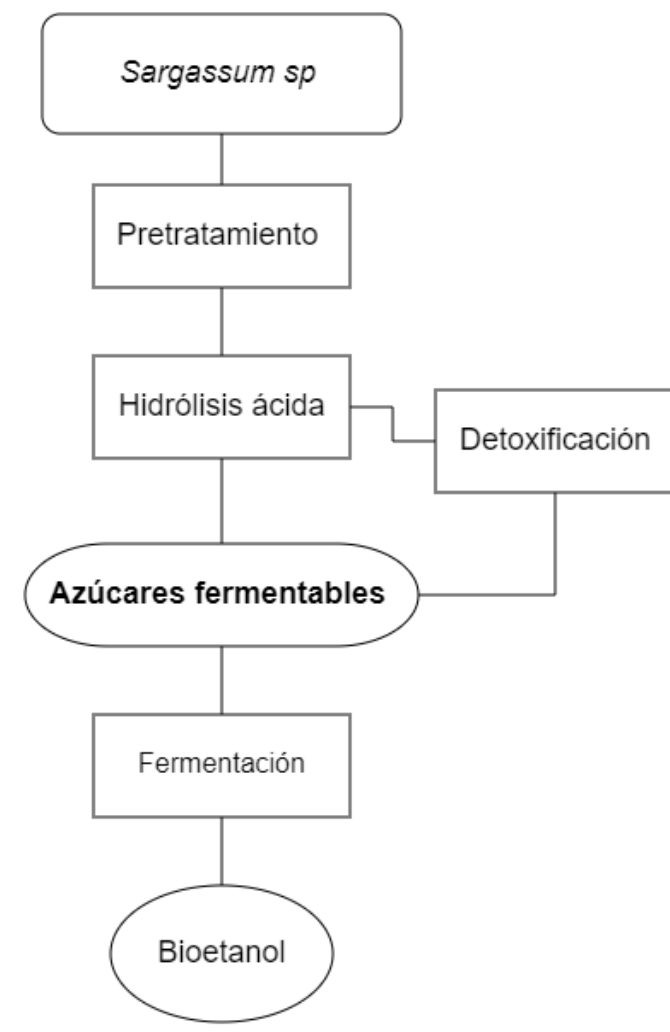 Sargassum sp
Pretratamiento
Hidrólisis ácida
Detoxificación
Azúcares fermentables
Fermentación
Bioetanol